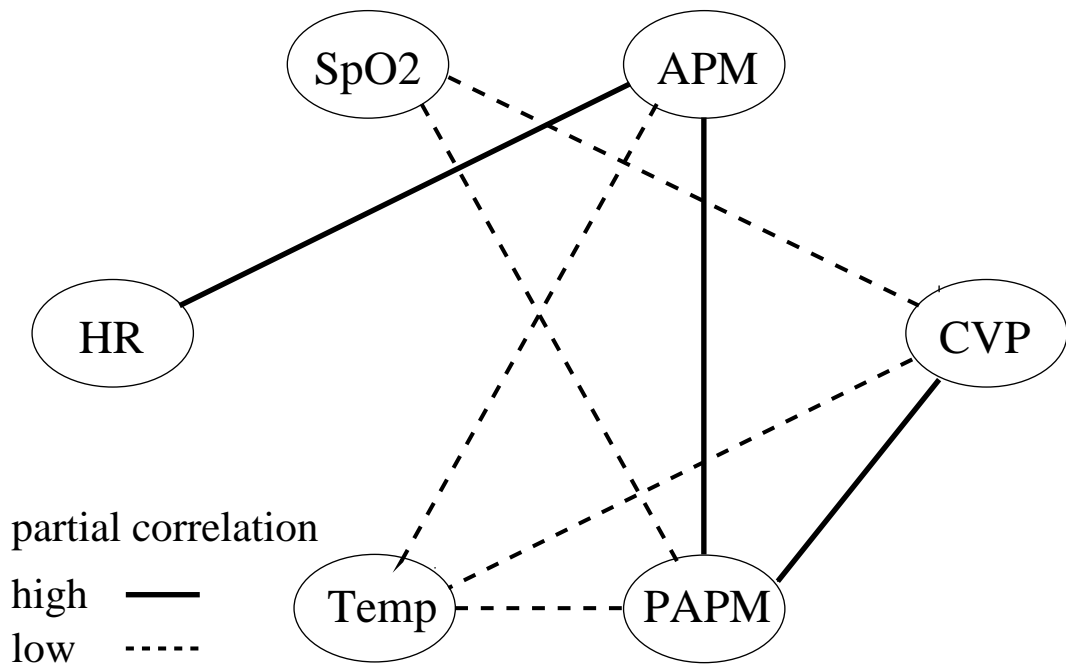 SpO2
APM
HR
CVP
partial correlation
high
low
Temp
PAPM